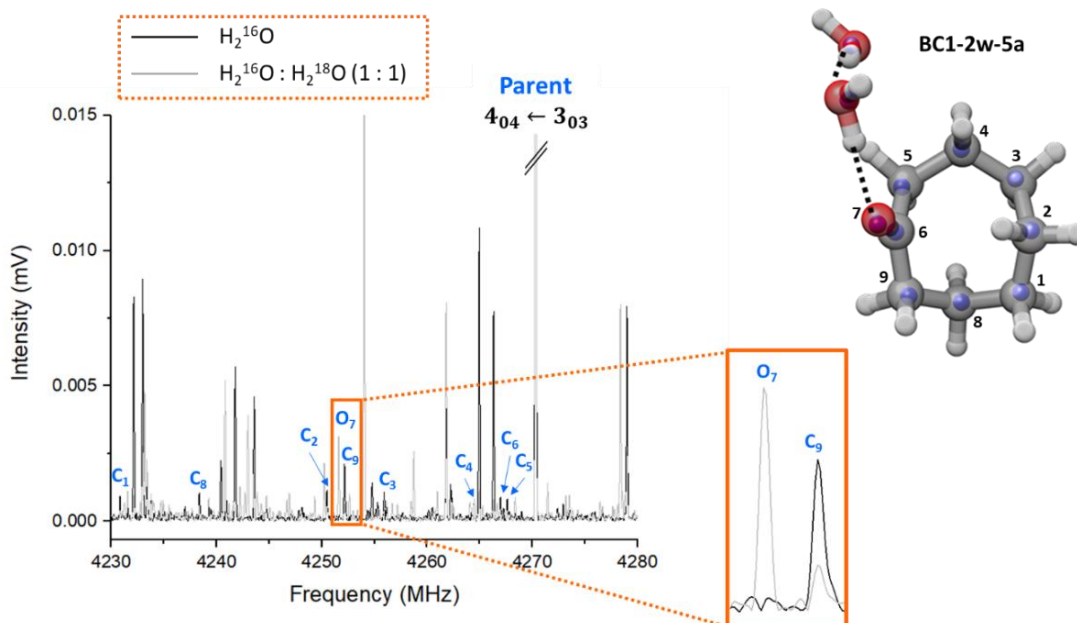 H₂¹⁶O
H₂¹⁶O : H₂¹⁸O (1 : 1)
BC1-2w-5a
Parent
4₀₄ ← 3₀₃
Intensity (mV)
0.015
0.010
0.005
0.000
C₁
C₈
C₂
O₇
C₉
C₃
C₄
C₆
C₅
4230
4240
4250
4260
4270
4280
Frequency (MHz)
4
5
3
7
6
2
9
1
8
O₇
C₉